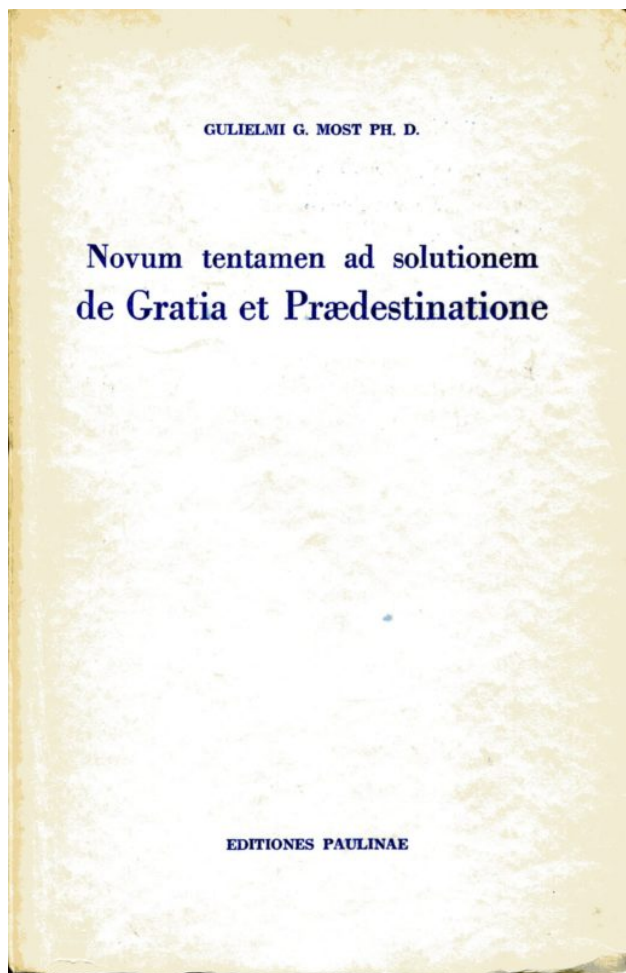 GULIELMI G. MOST PH. D.
Novum tentamen ad solutionem
de Gratia et Prædestinatione
EDITIONES PAULINAE